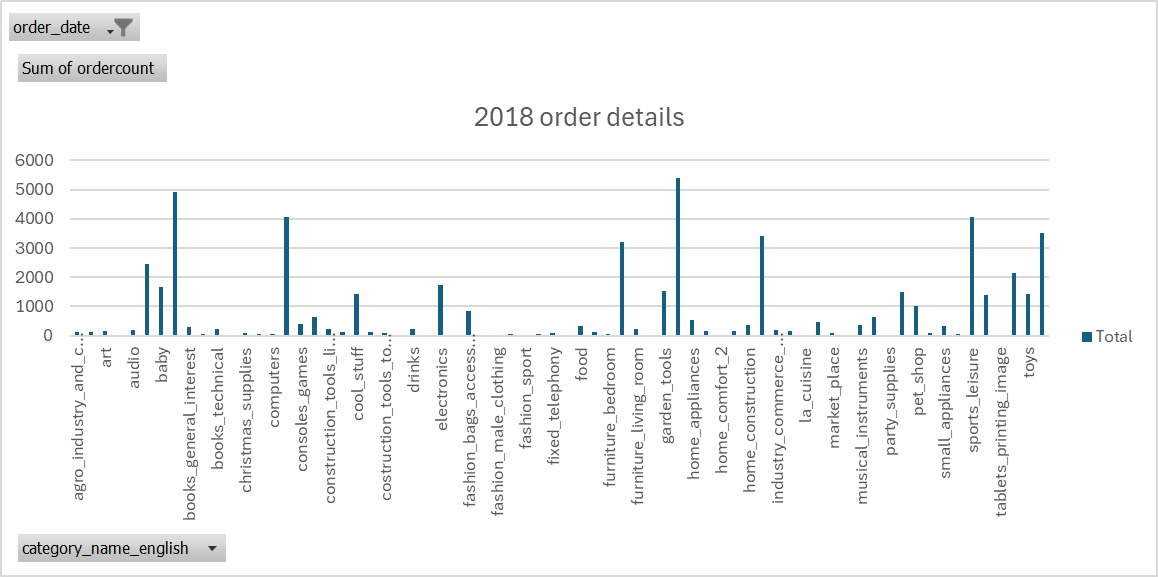 order_date
Sum of ordercount
2018 order details
6000
5000
4000
3000
2000
1000
0
agro_industry_and_c…
art
audio
baby
books_general_interest
books_technical
christmas_supplies
computers
consoles_games
construction_tools_li…
cool_stuff
costruction_tools_to…
drinks
electronics
fashion_bags_access…
fashion_male_clothing
fashion_sport
fixed_telephony
food
furniture_bedroom
furniture_living_room
garden_tools
home_appliances
home_comfort_2
home_construction
industry_commerce_…
la_cuisine
market_place
musical_instruments
party_supplies
pet_shop
small_appliances
sports_leisure
tablets_printing_image
toys
Total
category_name_english